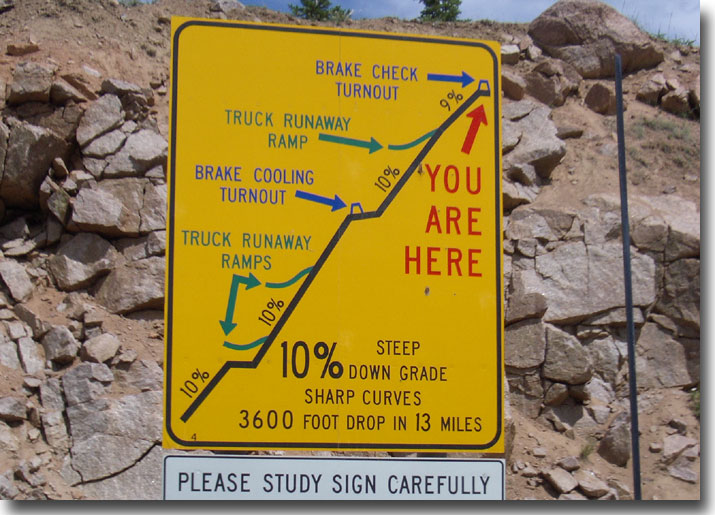 BRAKE CHECK
TURNOUT
9%
TRUCK RUNAWAY
RAMP
10%
YOU
ARE
HERE
BRAKE COOLING
TURNOUT
TRUCK RUNAWAY
RAMPS
10%
10%
10% STEEP
DOWN GRADE
SHARP CURVES
3600 FOOT DROP IN 13 MILES
4
PLEASE STUDY SIGN CAREFULLY